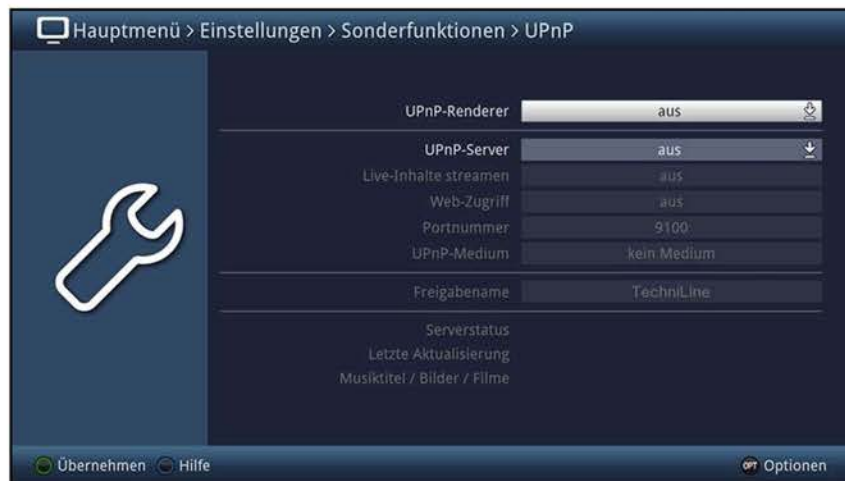 Hauptmenü > Einstellungen > Sonderfunktionen > UPnP
UPnP-Renderer aus
UPnP-Server aus
Live-Inhalte streamen aus
Web-Zugriff aus
Portnummer 9100
UPnP-Medium kein Medium
Freigabename TechniLine
Serverstatus
Letzte Aktualisierung
Musiktitel / Bilder / Filme
Übernehmen Hilfe OPT Optionen